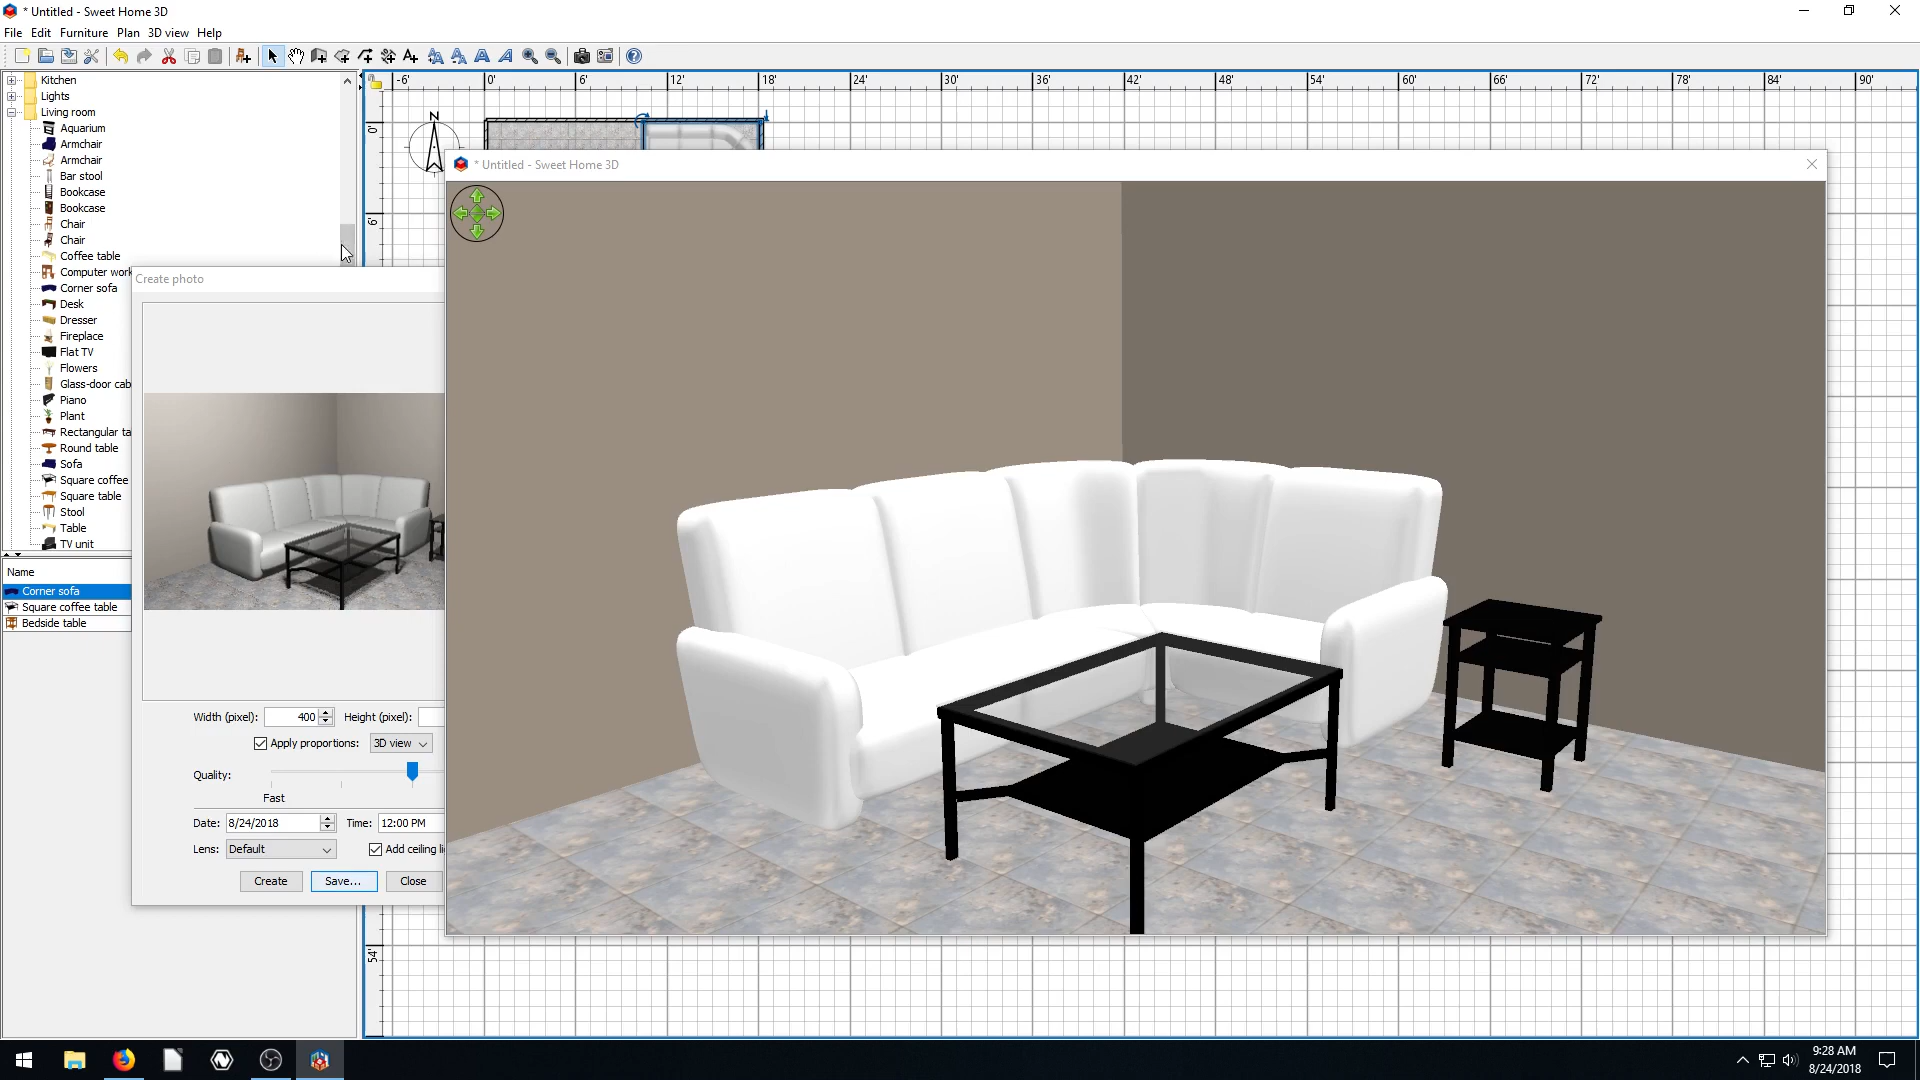 * Untitled - Sweet Home 3D
File Edit Furniture Plan 3D view Help
Kitchen
Lights
Living room
Aquarium
Armchair
Armchair
Bar stool
Bookcase
Bookcase
Chair
Chair
Coffee table
Computer work
Corner sofa
Desk
Dresser
Fireplace
Flat TV
Flowers
Glass-door cab
Piano
Plant
Rectangular ta
Round table
Sofa
Square coffee
Square table
Stool
Table
TV unit
Name
Corner sofa
Square coffee table
Bedside table
-6' 0' 6' 12' 18' 24' 30' 36' 42' 48' 54' 60' 66' 72' 78' 84' 90'
0'
6'
54'
N
* Untitled - Sweet Home 3D
Create photo
Width (pixel): 400 Height (pixel):
Apply proportions: 3D view
Quality:
Fast
Date: 8/24/2018 Time: 12:00 PM
Lens: Default Add ceiling li
Create Save... Close
9:28 AM
8/24/2018